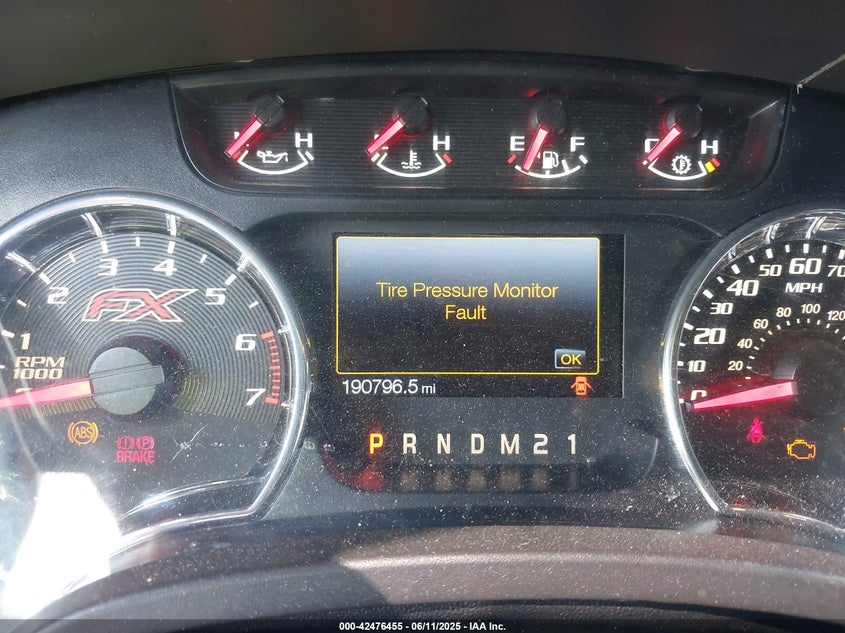 H
H
E F
H
FX
1 2 3 4 5 6 7
RPM
1000
Tire Pressure Monitor
Fault
OK
190796.5 mi
P R N D M 2 1
ABS
P
BRAKE
0 10 20 30 40 50 60 70
MPH
20 40 60 80 100 120
000-42476455 - 06/11/2025 - IAA Inc.